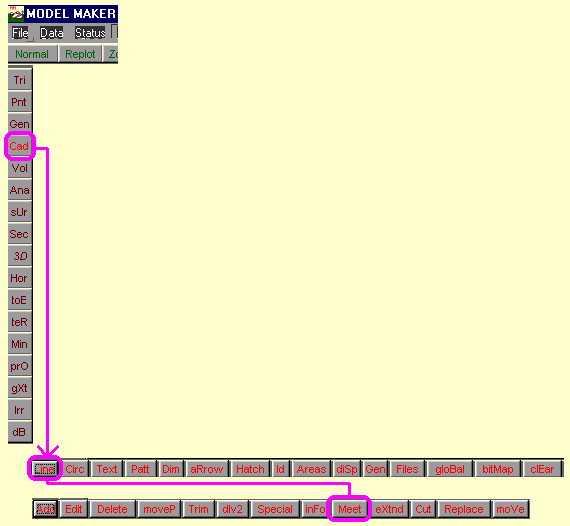 MODEL MAKER
File Data Status
Normal Replot Zo
Tri
Pnt
Gen
Cad
Vol
Ana
sUr
Sec
3D
Hor
toE
teR
Min
prO
gXt
Irr
dB
Line Circ Text Patt Dim aRrow Hatch Id Areas diSp Gen Files gloBal bitMap clEar
Add Edit Delete moveP Trim dIv2 Special inFo Meet eXtnd Cut Replace moVe